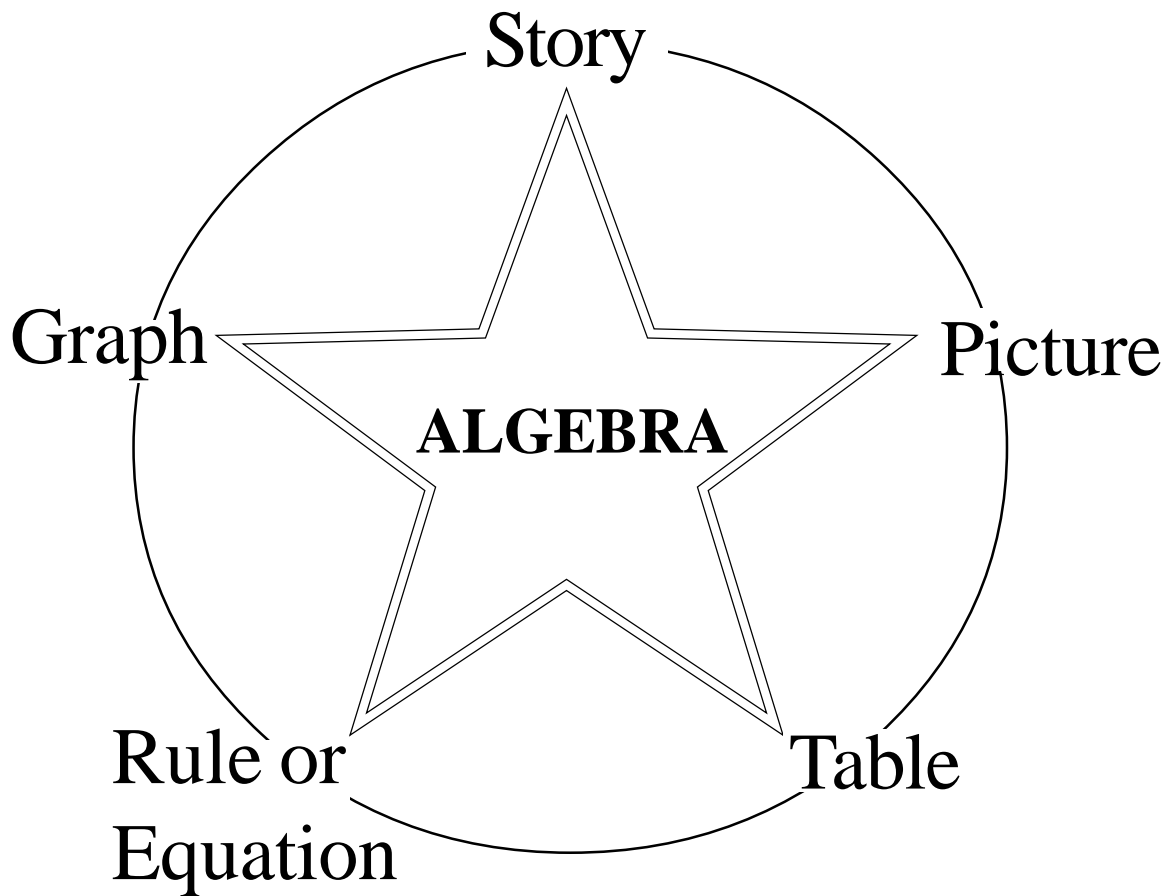 Story
Graph
Picture
ALGEBRA
Rule or
Equation
Table